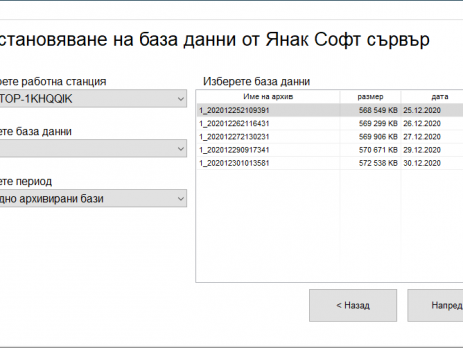 становяване на база данни от Янак Софт сървър
рете работна станция
TOP-1KHQQIK
ете база данни
ете период
дно архивирани бази
Изберете база данни
Име на архив размер дата
1_202012252109391 568 549 KB 25.12.2020
1_202012262116431 569 299 KB 26.12.2020
1_202012272130231 569 906 KB 27.12.2020
1_202012290917341 570 671 KB 29.12.2020
1_202012301013581 572 538 KB 30.12.2020
< Назад
Напред